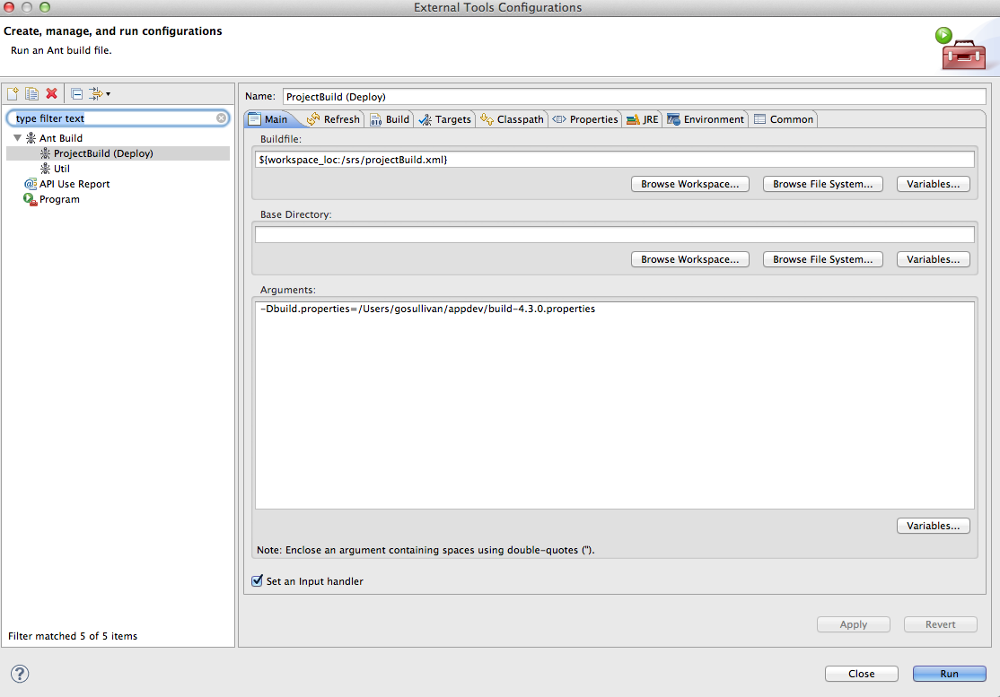 External Tools Configurations
Create, manage, and run configurations
Run an Ant build file.
type filter text
Ant Build
ProjectBuild (Deploy)
Util
API Use Report
Program
Filter matched 5 of 5 items
Name: ProjectBuild (Deploy)
Main Refresh Build Targets Classpath Properties JRE Environment Common
Buildfile:
${workspace_loc:/srs/projectBuild.xml}
Browse Workspace... Browse File System... Variables...
Base Directory:
Browse Workspace... Browse File System... Variables...
Arguments:
-Dbuild.properties=/Users/gosullivan/appdev/build-4.3.0.properties
Variables...
Note: Enclose an argument containing spaces using double-quotes (").
Set an Input handler
Apply Revert
? Close Run